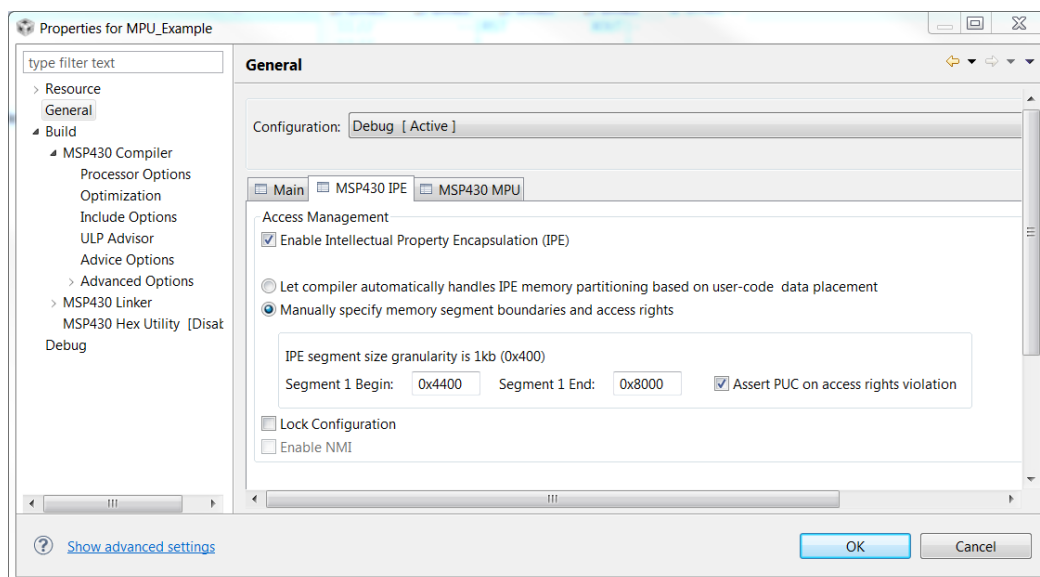 Properties for MPU_Example
type filter text
Resource
General
Build
MSP430 Compiler
Processor Options
Optimization
Include Options
ULP Advisor
Advice Options
Advanced Options
MSP430 Linker
MSP430 Hex Utility [Disab
Debug
General
Configuration: Debug [ Active ]
Main MSP430 IPE MSP430 MPU
Access Management
Enable Intellectual Property Encapsulation (IPE)
Let compiler automatically handles IPE memory partitioning based on user-code data placement
Manually specify memory segment boundaries and access rights
IPE segment size granularity is 1kb (0x400)
Segment 1 Begin: 0x4400 Segment 1 End: 0x8000 Assert PUC on access rights violation
Lock Configuration
Enable NMI
Show advanced settings
OK Cancel